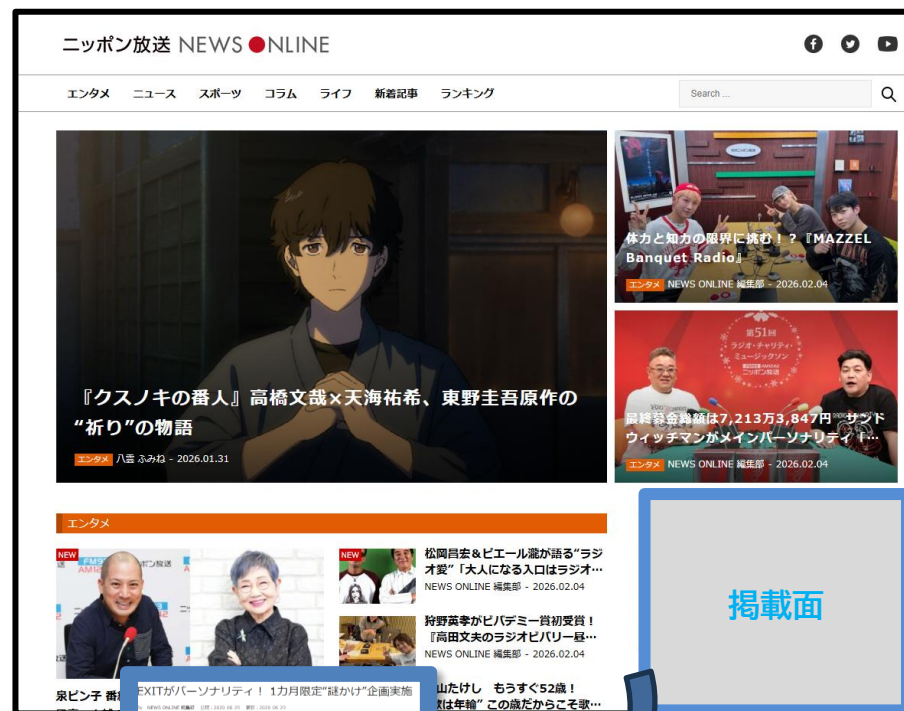 ニッポン放送 NEWS ONLINE
エンタメ ニュース スポーツ コラム ライフ 新着記事 ランキング
Search ...
『クスノキの番人』高橋文哉×天海祐希、東野圭吾原作の
“祈り”の物語
エンタメ 八雲 ふみね - 2026.01.31
体力と知力の限界に挑む！？『MAZZEL
Banquet Radio』
エンタメ NEWS ONLINE 編集部 - 2026.02.04
第51回
ラジオ・チャリティ・
ミュージックソン
ニッポン放送
最終募金総額は7,213万3,847円 サンド
ウィッチマンがメインパーソナリティ「…
エンタメ NEWS ONLINE 編集部 - 2026.02.04
エンタメ
NEW
NEW
松岡昌宏＆ピエール瀧が語る“ラジ
オ愛”「大人になる入口はラジオ…
NEWS ONLINE 編集部 - 2026.02.04
狩野英孝がビバデミー賞初受賞！
『高田文夫のラジオビバリー昼…
NEWS ONLINE 編集部 - 2026.02.04
山たけし もうすぐ52歳！
は年輪” この歳だからこそ歌…
泉ピン子 番
EXITがパーソナリティ！ 1カ月限定“謎かけ”企画実施
By NEWS ONLINE 編集部
掲載面